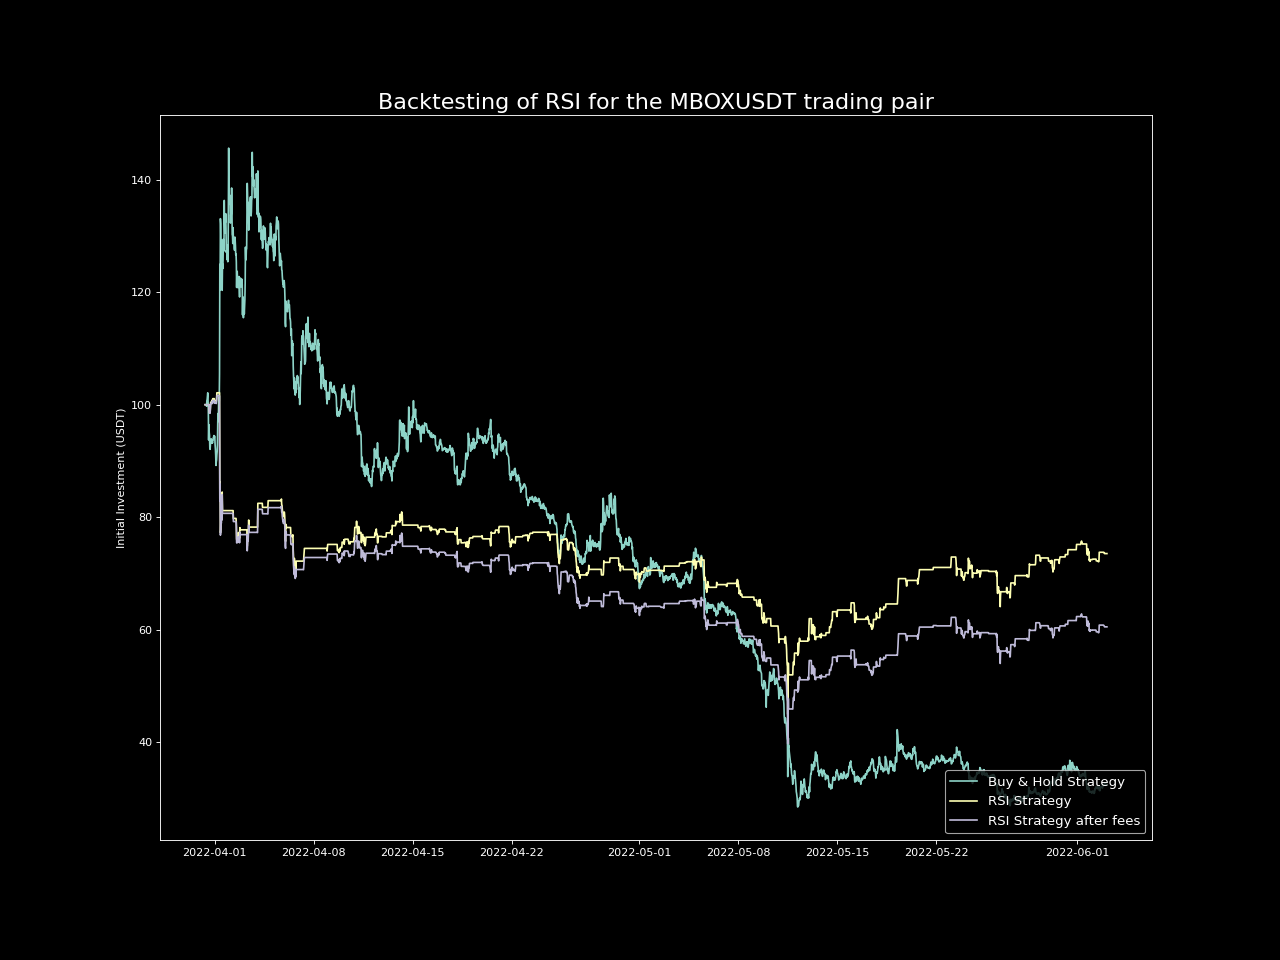 Backtesting of RSI for the MBOXUSDT trading pair
Initial Investment (USDT)
140
120
100
80
60
40
2022-04-01 2022-04-08 2022-04-15 2022-04-22 2022-05-01 2022-05-08 2022-05-15 2022-05-22 2022-06-01
Buy & Hold Strategy
RSI Strategy
RSI Strategy after fees